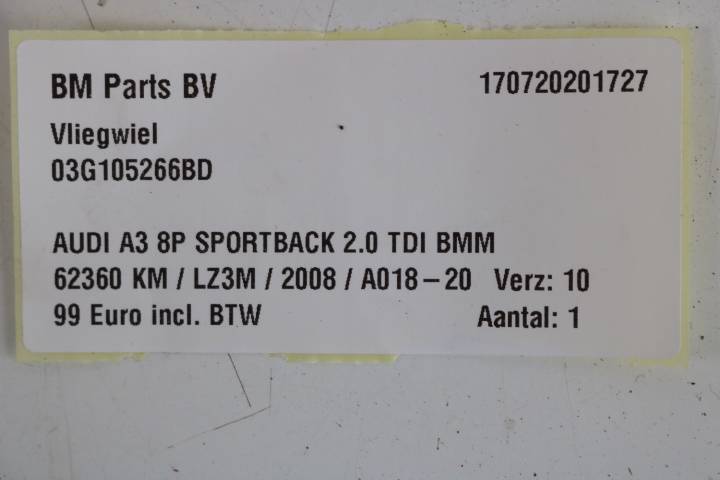 BM Parts BV 170720201727
Vliegwiel
03G105266BD
AUDI A3 8P SPORTBACK 2.0 TDI BMM
62360 KM / LZ3M / 2008 / A018-20 Verz: 10
99 Euro incl. BTW Aantal: 1